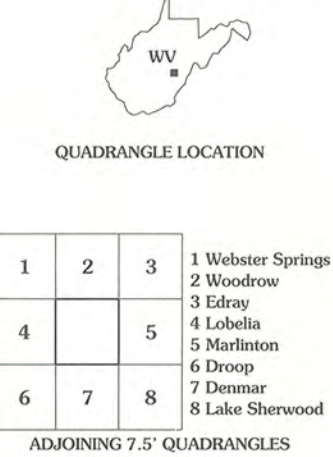 WV
QUADRANGLE LOCATION
1 2 3
4 5
6 7 8
1 Webster Springs
2 Woodrow
3 Edray
4 Lobelia
5 Marlinton
6 Droop
7 Denmar
8 Lake Sherwood
ADJOINING 7.5' QUADRANGLES